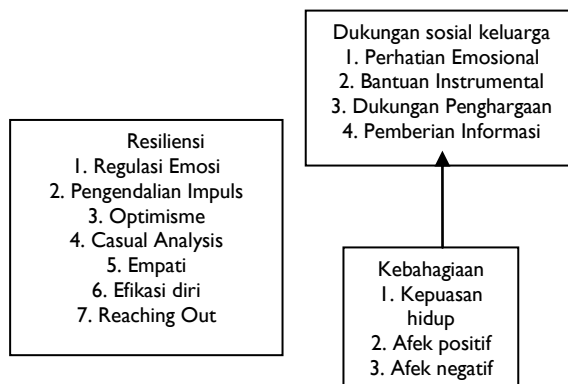 Dukungan sosial keluarga
1. Perhatian Emosional
2. Bantuan Instrumental
3. Dukungan Penghargaan
4. Pemberian Informasi
Resiliensi
1. Regulasi Emosi
2. Pengendalian Impuls
3. Optimisme
4. Casual Analysis
5. Empati
6. Efikasi diri
7. Reaching Out
Kebahagiaan
1. Kepuasan
hidup
2. Afek positif
3. Afek negatif